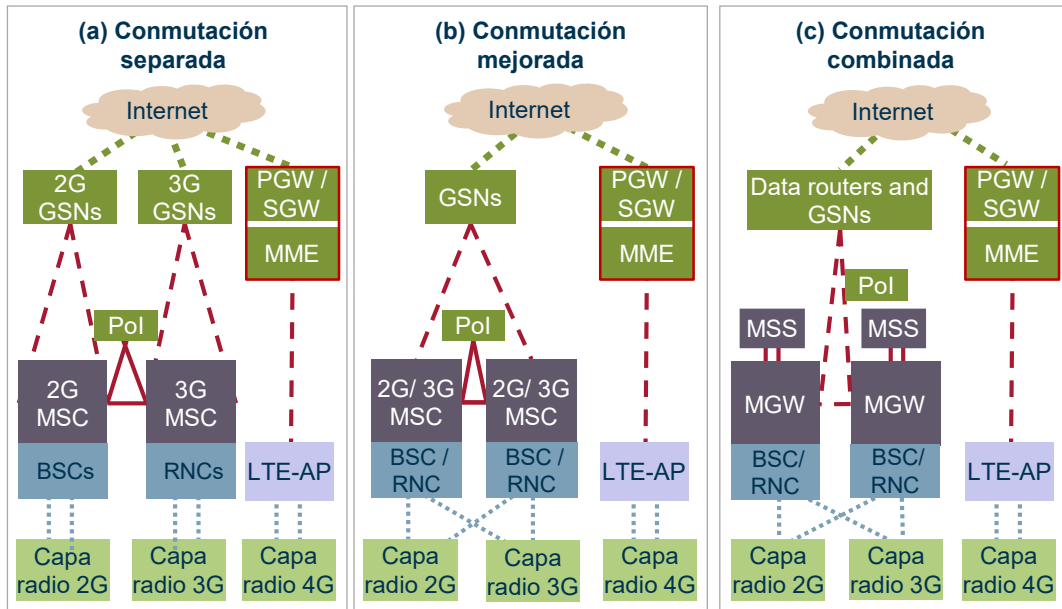 (a) Conmutación
separada
Internet
2G
GSNs
3G
GSNs
PGW /
SGW
MME
PoI
2G
MSC
3G
MSC
BSCs
RNCs
LTE-AP
Capa
radio 2G
Capa
radio 3G
Capa
radio 4G
(b) Conmutación
mejorada
Internet
GSNs
PGW /
SGW
MME
PoI
2G/ 3G
MSC
2G/ 3G
MSC
BSC /
RNC
BSC /
RNC
LTE-AP
Capa
radio 2G
Capa
radio 3G
Capa
radio 4G
(c) Conmutación
combinada
Internet
Data routers and
GSNs
PGW /
SGW
MME
PoI
MSS
MSS
MGW
MGW
BSC/
RNC
BSC/
RNC
LTE-AP
Capa
radio 2G
Capa
radio 3G
Capa
radio 4G